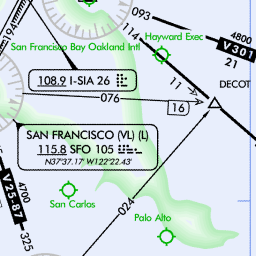 093
4800
V301
21
114
Hayward Exec
San Francisco Bay Oakland Intl
194
108.9 I-SIA 26
11
DECOT
076
16
SAN FRANCISCO (VL) (L)
115.8 SFO 105
N37°37.17' W122°22.43'
4700
V25-87
325
San Carlos
024
Palo Alto